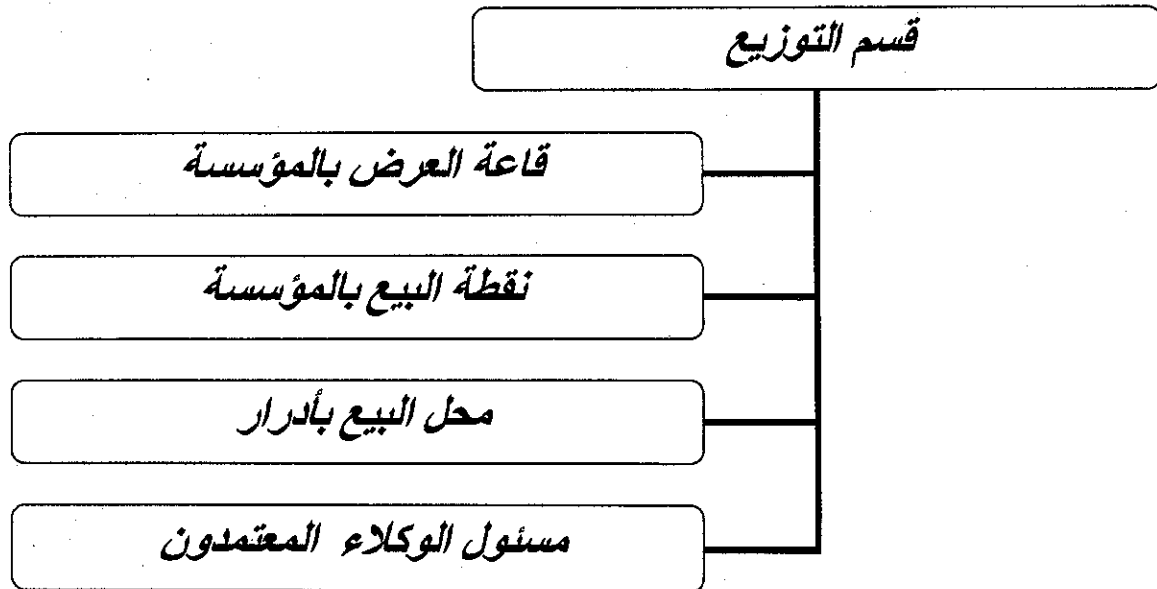 قسم التوزيع
قاعة العرض بالمؤسسة
نقطة البيع بالمؤسسة
محل البيع بأدرار
مسئول الوكلاء المعتمدون